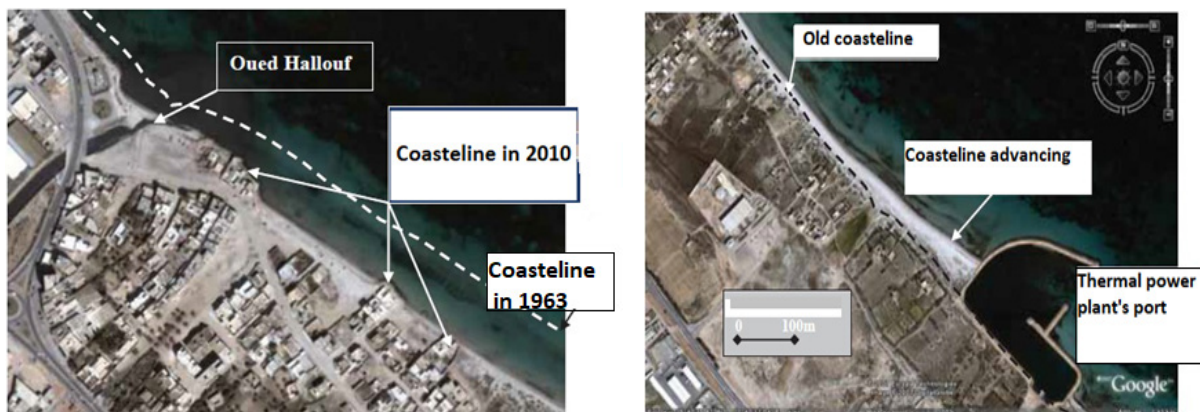 Oued Hallouf
Coasteline in 2010
Coasteline
in 1963
Old coasteline
Coasteline advancing
Thermal power
plant's port
0 100m
Google